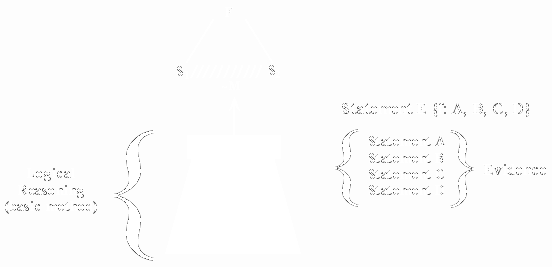 S S
Statement
Statement A
Statement B
Statement C
Statement
Logical
Reasoning
(basic method)
Evidence